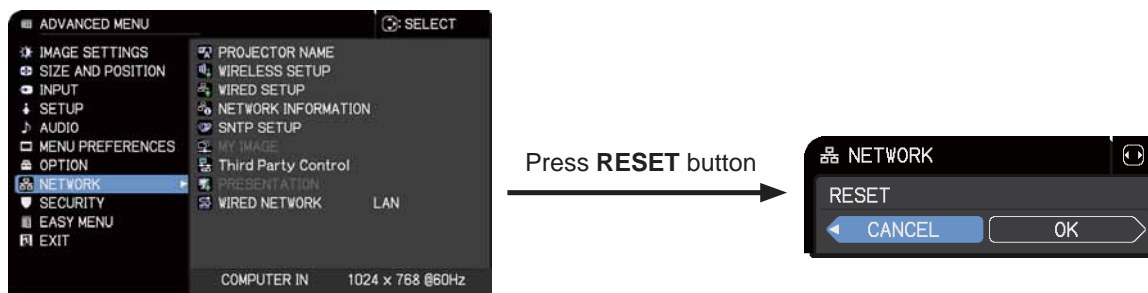 ADVANCED MENU
: SELECT
IMAGE SETTINGS
SIZE AND POSITION
INPUT
SETUP
AUDIO
MENU PREFERENCES
OPTION
NETWORK
SECURITY
EASY MENU
EXIT
PROJECTOR NAME
WIRELESS SETUP
WIRED SETUP
NETWORK INFORMATION
SNTP SETUP
MY IMAGE
Third Party Control
PRESENTATION
WIRED NETWORK LAN
COMPUTER IN 1024 x 768 @60Hz
Press RESET button
NETWORK
RESET
CANCEL OK